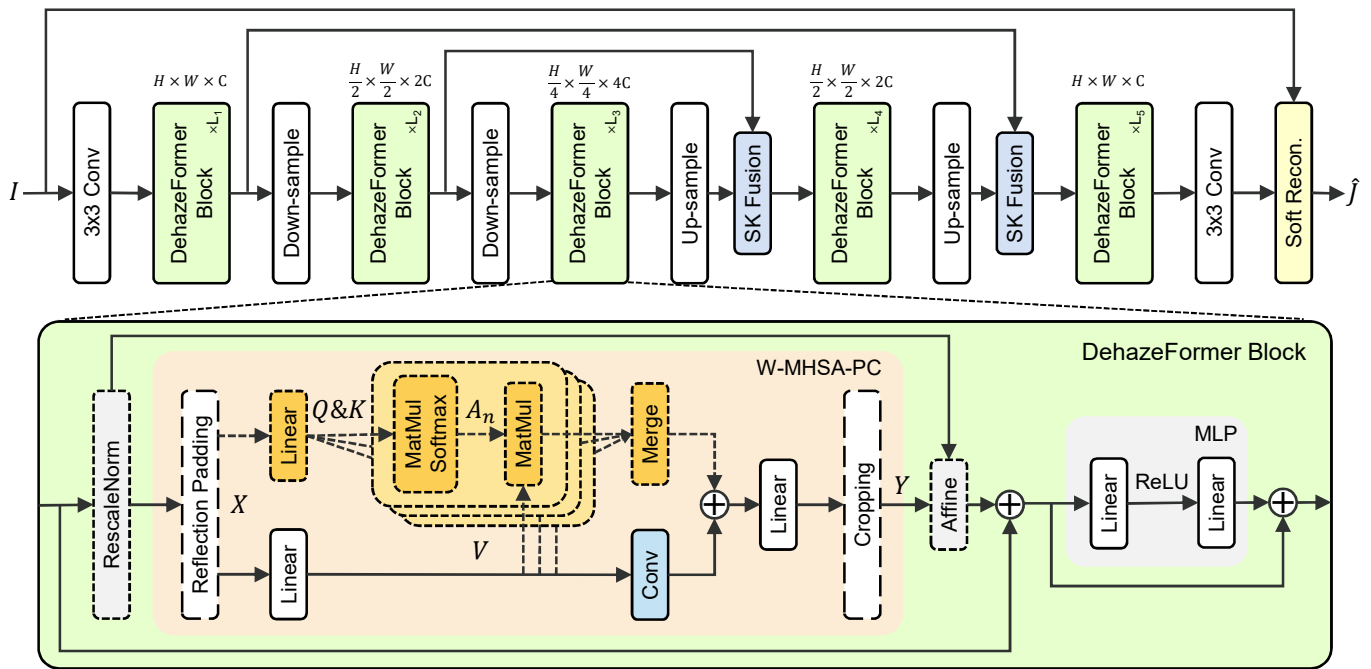 H × W × C
H/2 × W/2 × 2C
H/4 × W/4 × 4C
H/2 × W/2 × 2C
H × W × C
I
3x3 Conv
DehazeFormer
Block
×L₁
Down-sample
DehazeFormer
Block
×L₂
Down-sample
DehazeFormer
Block
×L₃
Up-sample
SK Fusion
DehazeFormer
Block
×L₄
Up-sample
SK Fusion
DehazeFormer
Block
×L₅
3x3 Conv
Soft Recon.
Ĵ
DehazeFormer Block
W-MHSA-PC
RescaleNorm
Reflection Padding
X
Linear
Q&K
MatMul
Softmax
Aₙ
MatMul
Merge
Linear
V
Conv
Linear
Cropping
Y
Affine
MLP
Linear
ReLU
Linear